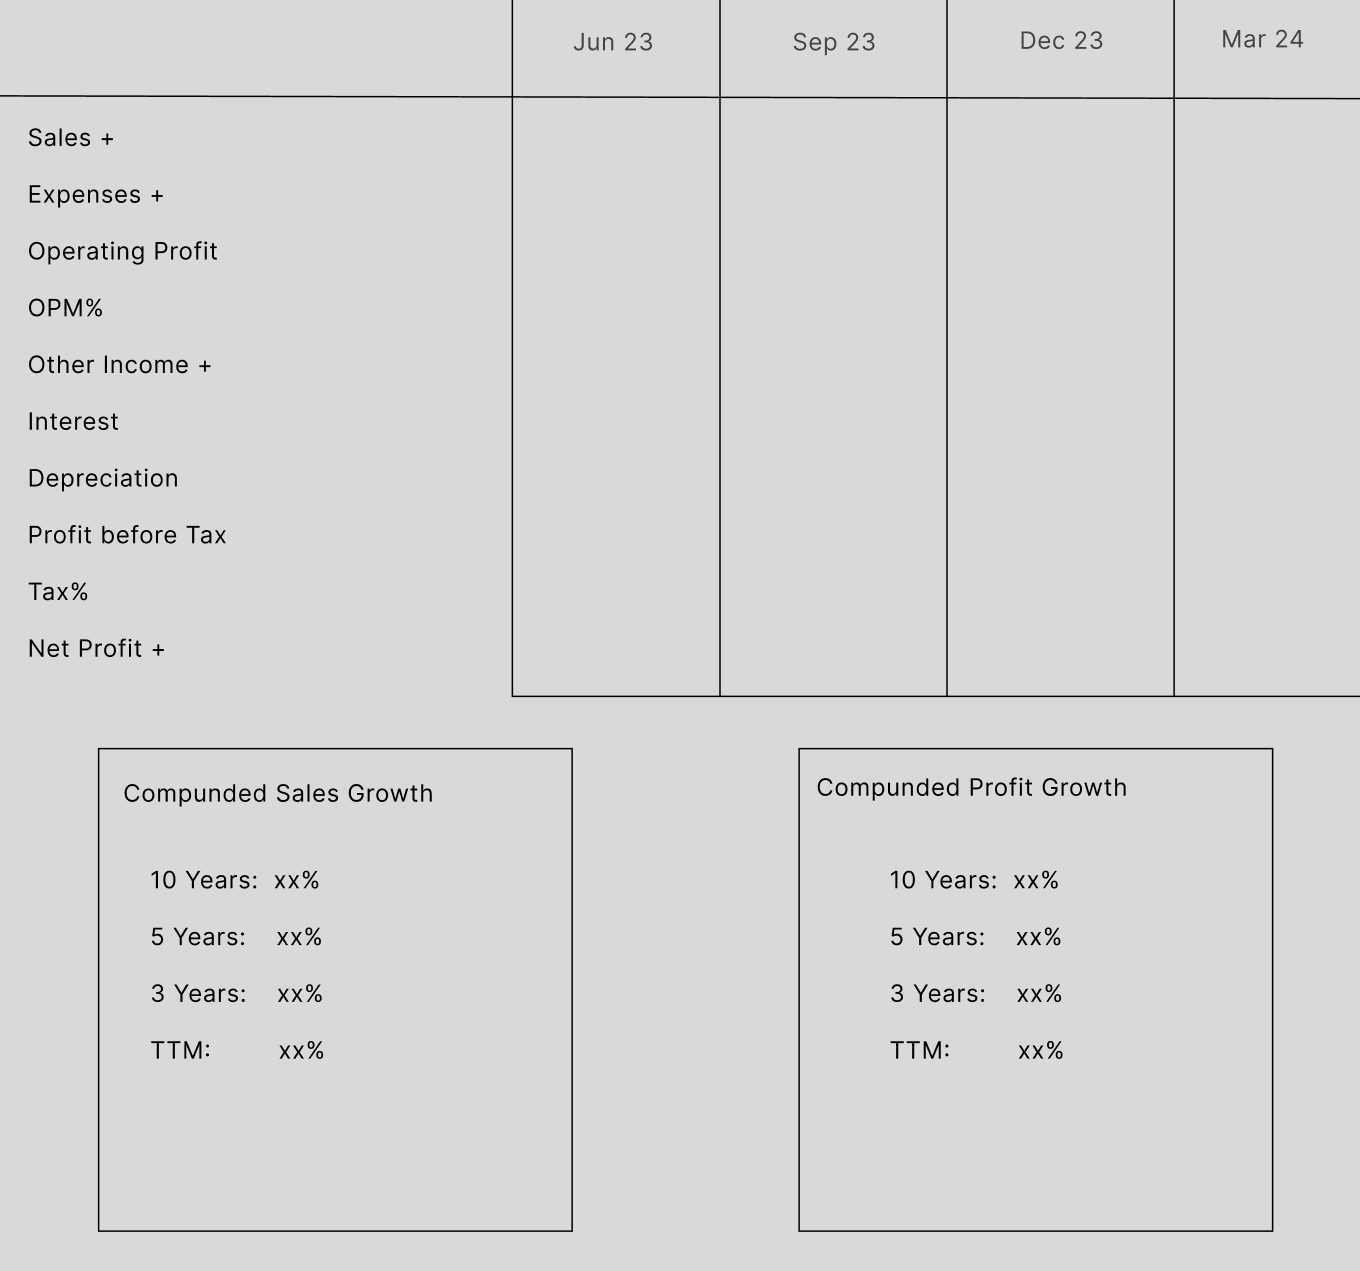 Jun 23 Sep 23 Dec 23 Mar 24
Sales +
Expenses +
Operating Profit
OPM%
Other Income +
Interest
Depreciation
Profit before Tax
Tax%
Net Profit +
Compunded Sales Growth
10 Years: xx%
5 Years: xx%
3 Years: xx%
TTM: xx%
Compunded Profit Growth
10 Years: xx%
5 Years: xx%
3 Years: xx%
TTM: xx%